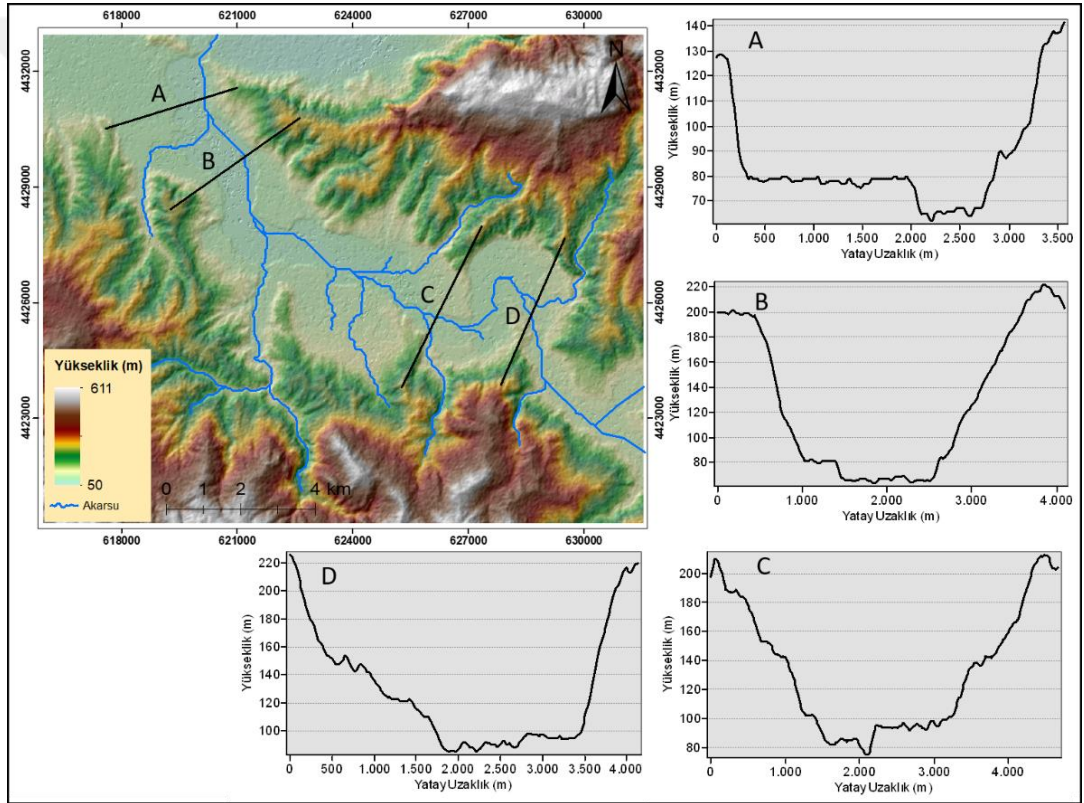 618000 621000 624000 627000 630000
4432000
4429000
4426000
4423000
4432000
4429000
4426000
4423000
N
A
B
C
D
Yükseklik (m)
611
50
Akarsu
0 1 2 4 km
618000 621000 624000 627000 630000
A
Yükseklik (m)
140
130
120
110
100
90
80
70
0 500 1.000 1.500 2.000 2.500 3.000 3.500
Yatay Uzaklık (m)
B
Yükseklik (m)
220
200
180
160
140
120
100
80
0 1.000 2.000 3.000 4.000
Yatay Uzaklık (m)
D
Yükseklik (m)
220
200
180
160
140
120
100
0 500 1.000 1.500 2.000 2.500 3.000 3.500 4.000
Yatay Uzaklık (m)
C
Yükseklik (m)
200
180
160
140
120
100
80
0 1.000 2.000 3.000 4.000
Yatay Uzaklık (m)